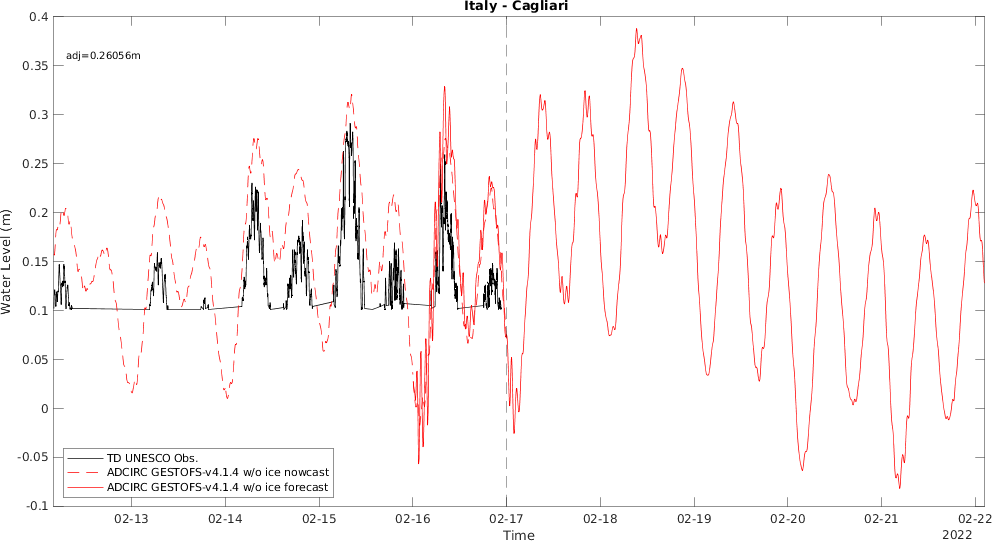 Italy - Cagliari
adj=0.26056m
0.4
0.35
0.3
0.25
0.2
0.15
0.1
0.05
0
-0.05
-0.1
Water Level (m)
TD UNESCO Obs.
ADCIRC GESTOFS-v4.1.4 w/o ice nowcast
ADCIRC GESTOFS-v4.1.4 w/o ice forecast
02-13 02-14 02-15 02-16 02-17 02-18 02-19 02-20 02-21 02-22
Time
2022